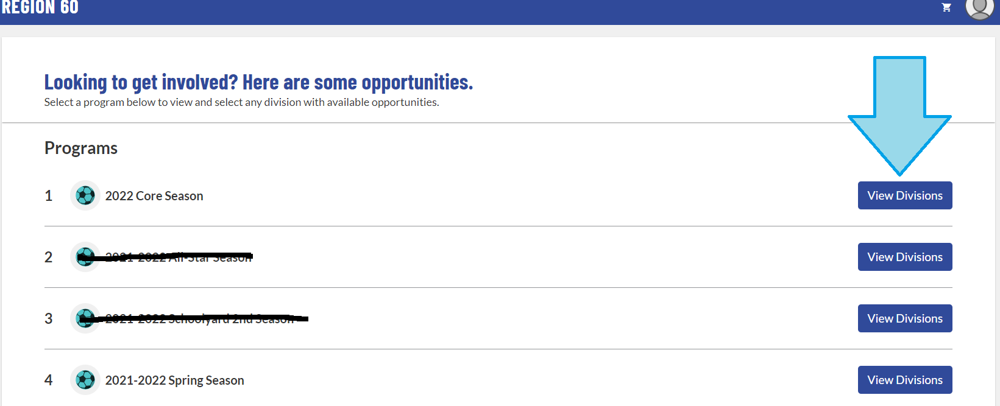 REGION 60
Looking to get involved? Here are some opportunities.
Select a program below to view and select any division with available opportunities.
Programs
1 2022 Core Season View Divisions
2 2021-2022 All-Star Season View Divisions
3 2021-2022 Schoolyard 2nd Season View Divisions
4 2021-2022 Spring Season View Divisions